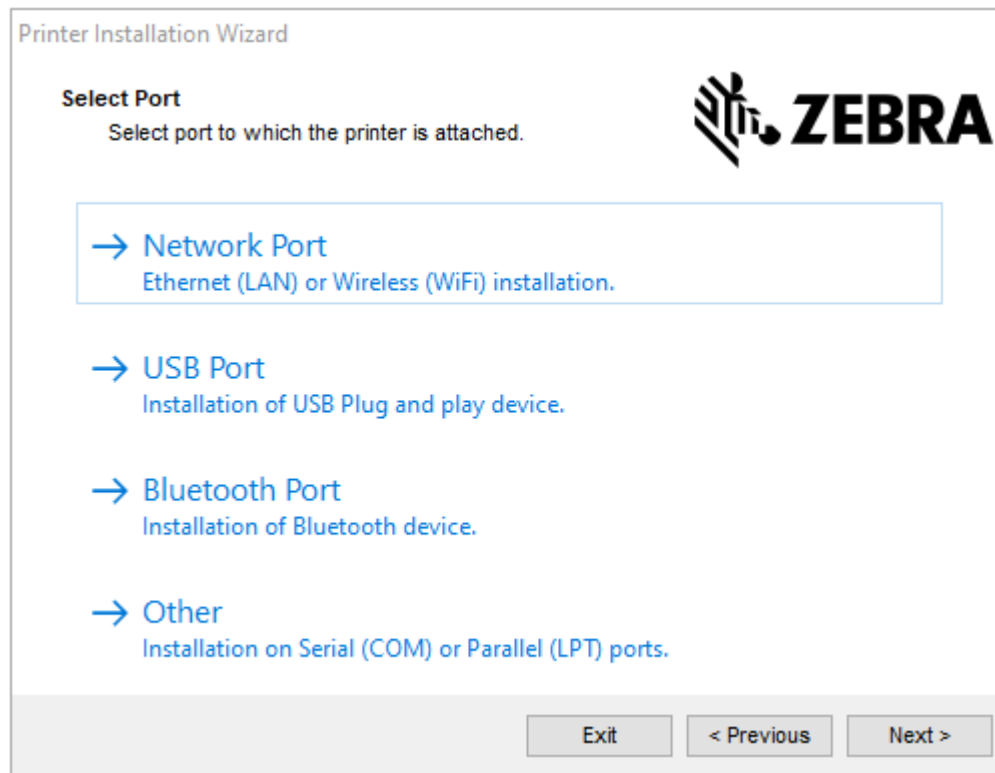 Printer Installation Wizard
Select Port
Select port to which the printer is attached.
ZEBRA
Network Port
Ethernet (LAN) or Wireless (WiFi) installation.
USB Port
Installation of USB Plug and play device.
Bluetooth Port
Installation of Bluetooth device.
Other
Installation on Serial (COM) or Parallel (LPT) ports.
Exit
< Previous
Next >